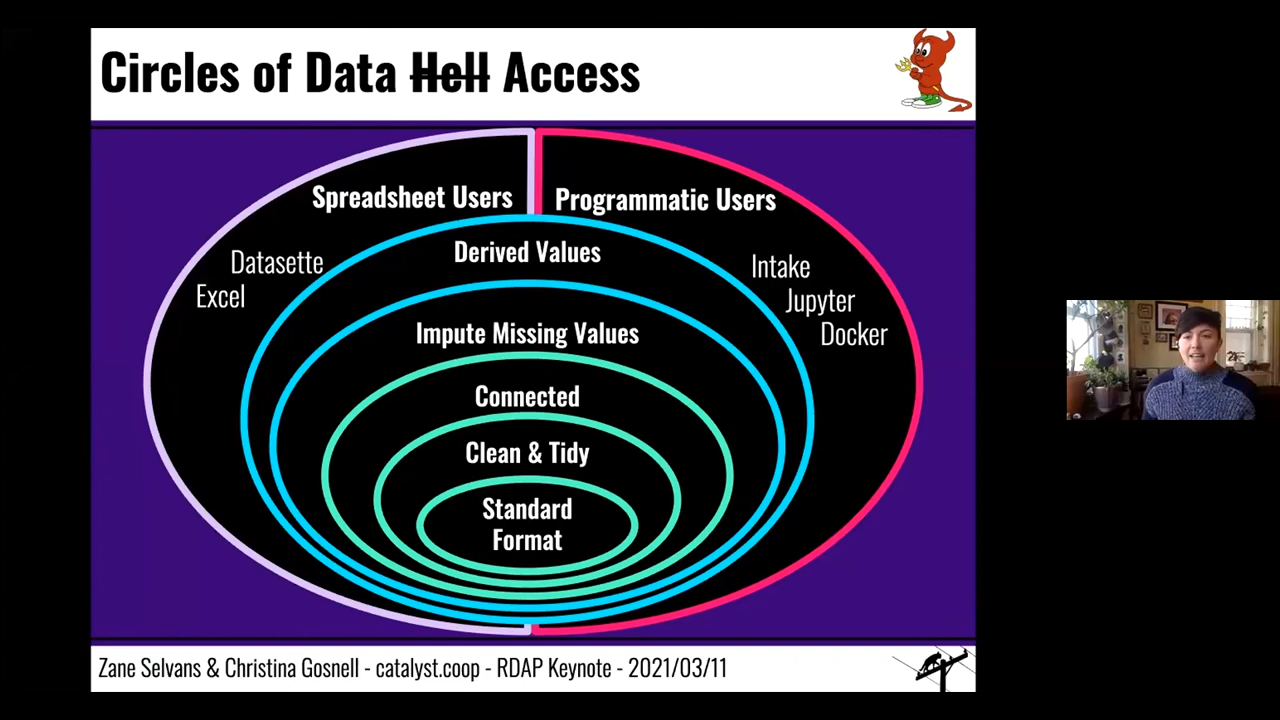 Circles of Data Hell Access
Spreadsheet Users
Programmatic Users
Derived Values
Datasette
Excel
Intake
Jupyter
Docker
Impute Missing Values
Connected
Clean & Tidy
Standard
Format
Zane Selvans & Christina Gosnell - catalyst.coop - RDAP Keynote - 2021/03/11